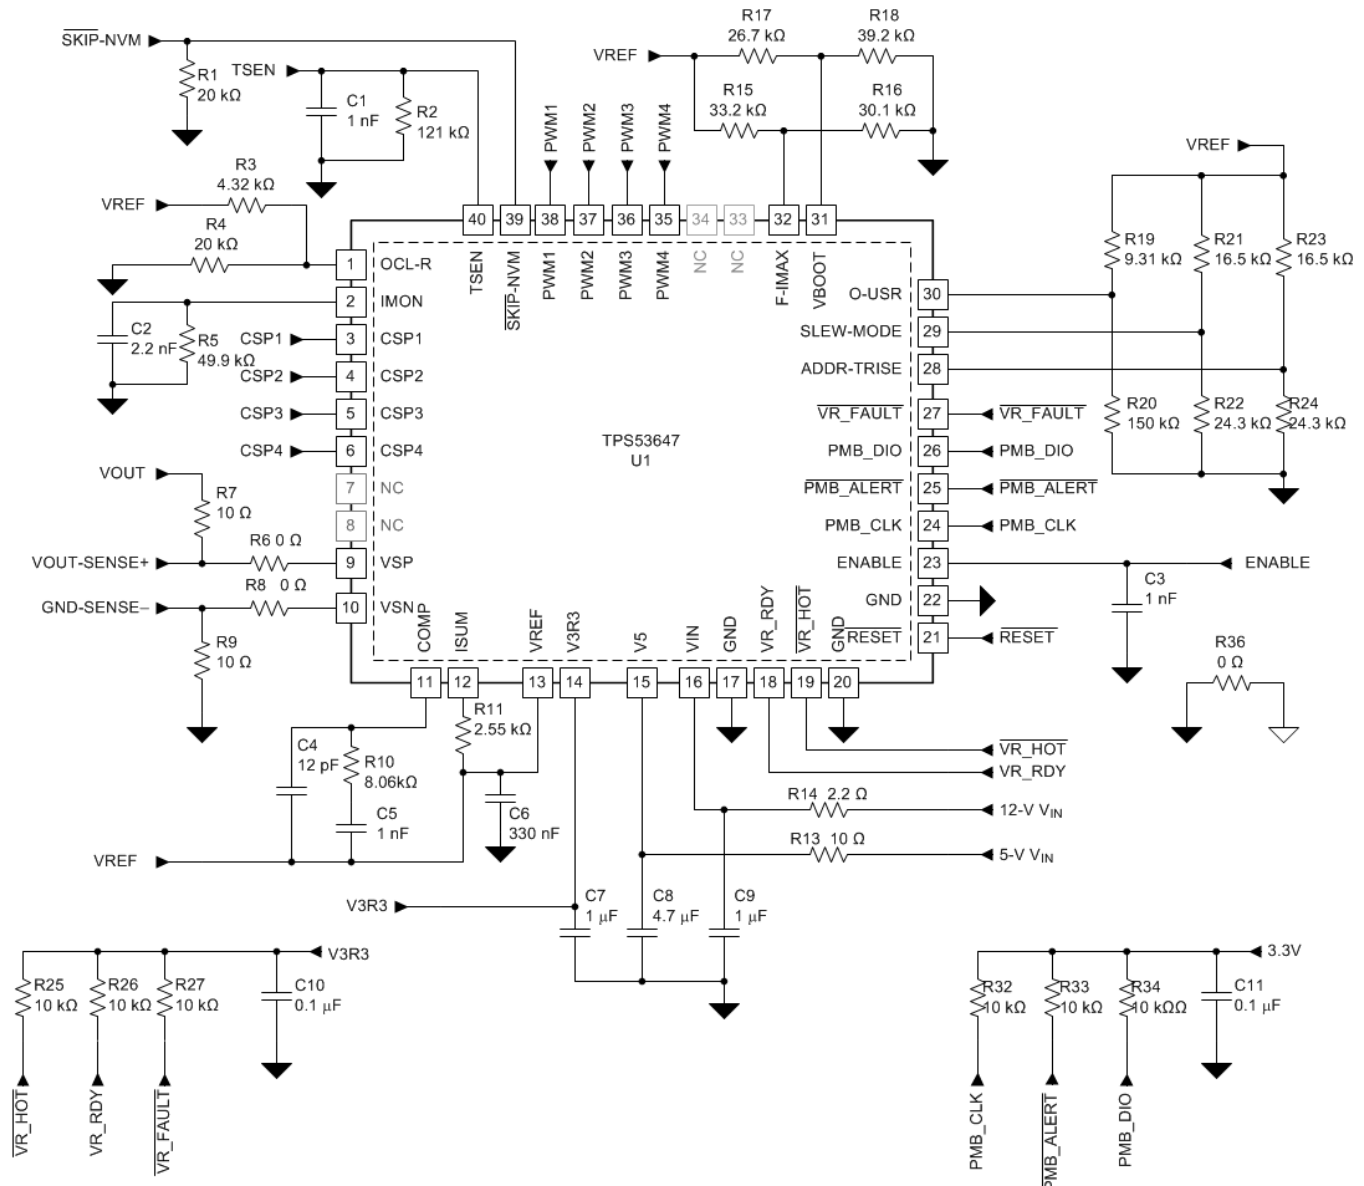 SKIP-NVM
R1
20 kΩ
TSEN
C1
1 nF
R2
121 kΩ
R3
4.32 kΩ
VREF
R4
20 kΩ
C2
2.2 nF
R5
49.9 kΩ
CSP1
CSP2
CSP3
CSP4
VOUT
R7
10 Ω
R6 0 Ω
VOUT-SENSE+
R8 0 Ω
GND-SENSE–
R9
10 Ω
PWM1
PWM2
PWM3
PWM4
VREF
R17
26.7 kΩ
R18
39.2 kΩ
R15
33.2 kΩ
R16
30.1 kΩ
VREF
R19
9.31 kΩ
R21
16.5 kΩ
R23
16.5 kΩ
R20
150 kΩ
R22
24.3 kΩ
R24
24.3 kΩ
40
39
38
37
36
35
34
33
32
31
TSEN
SKIP-NVM
PWM1
PWM2
PWM3
PWM4
NC
NC
F-IMAX
VBOOT
1 OCL-R
2 IMON
3 CSP1
4 CSP2
5 CSP3
6 CSP4
7 NC
8 NC
9 VSP
10 VSN
TPS53647
U1
O-USR 30
SLEW-MODE 29
ADDR-TRISE 28
VR_FAULT 27 VR_FAULT
PMB_DIO 26 PMB_DIO
PMB_ALERT 25 PMB_ALERT
PMB_CLK 24 PMB_CLK
ENABLE 23 ENABLE
GND 22
RESET 21 RESET
C3
1 nF
R36
0 Ω
COMP
ISUM
VREF
V3R3
V5
VIN
GND
VR_RDY
VR_HOT
GND
11
12
13
14
15
16
17
18
19
20
R11
2.55 kΩ
C4
12 pF
R10
8.06kΩ
C5
1 nF
C6
330 nF
VREF
VR_HOT
VR_RDY
R14 2.2 Ω
12-V VIN
R13 10 Ω
5-V VIN
V3R3
C7
1 µF
C8
4.7 µF
C9
1 µF
V3R3
R25
10 kΩ
R26
10 kΩ
R27
10 kΩ
C10
0.1 µF
VR_HOT
VR_RDY
VR_FAULT
3.3V
R32
10 kΩ
R33
10 kΩ
R34
10 kΩΩ
C11
0.1 µF
PMB_CLK
PMB_ALERT
PMB_DIO